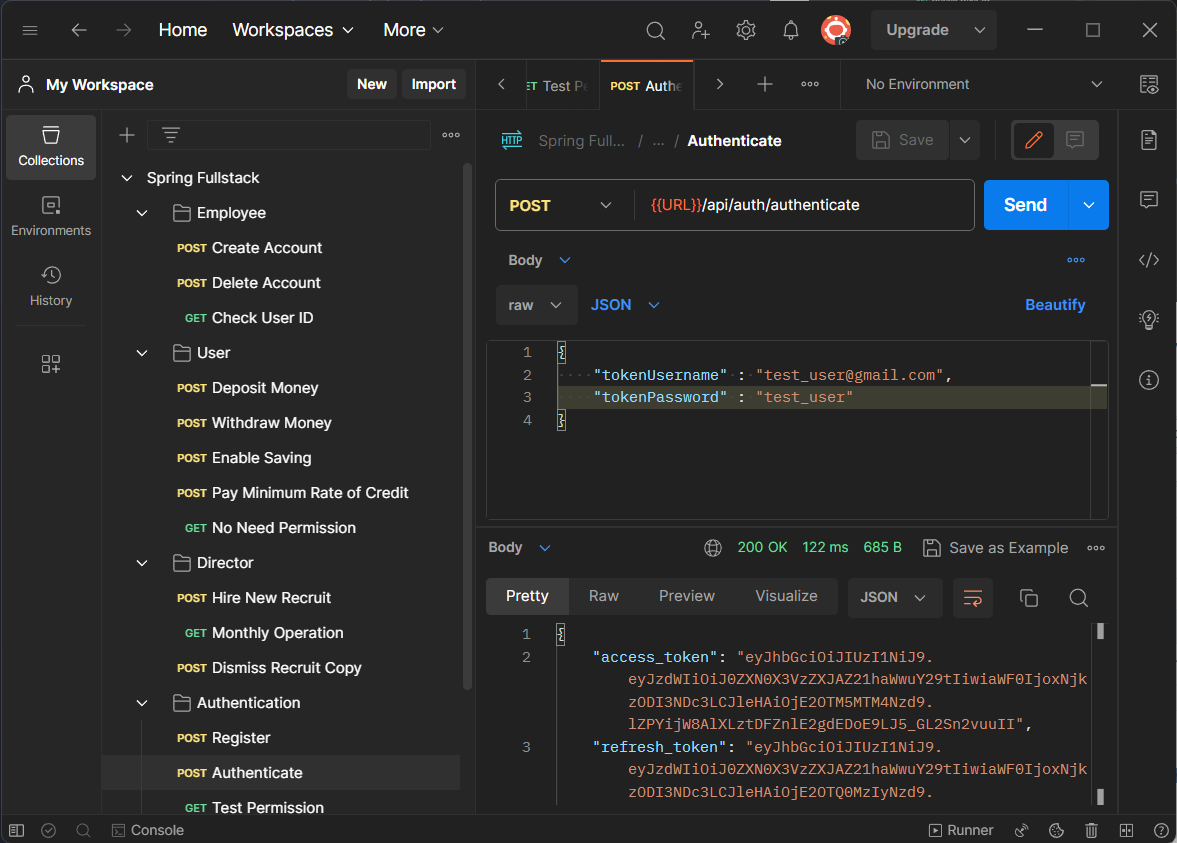 Home Workspaces More Upgrade
My Workspace New Import
ET Test Pe POST Authe No Environment
Collections
Environments
History
Spring Fullstack
Employee
POST Create Account
POST Delete Account
GET Check User ID
User
POST Deposit Money
POST Withdraw Money
POST Enable Saving
POST Pay Minimum Rate of Credit
GET No Need Permission
Director
POST Hire New Recruit
GET Monthly Operation
POST Dismiss Recruit Copy
Authentication
POST Register
POST Authenticate
GET Test Permission
HTTP Spring Full... / ... / Authenticate Save
POST {{URL}}/api/auth/authenticate Send
Body
raw JSON Beautify
1 {
2 "tokenUsername" : "test_user@gmail.com",
3 "tokenPassword" : "test_user"
4 }
Body 200 OK 122 ms 685 B Save as Example
Pretty Raw Preview Visualize JSON
1 {
2 "access_token": "eyJhbGciOiJIUzI1NiJ9.
eyJzdWIiOiJ0ZXN0X3VzZXJAZ21haWwuY29tIiwiaWF0IjoxNjk
zODI3NDc3LCJleHAiOjE2OTM5MTM4Nzd9.
lZPYijW8AlXLztDFZnlE2gdEDoE9LJ5_GL2Sn2vuuII",
3 "refresh_token": "eyJhbGciOiJIUzI1NiJ9.
eyJzdWIiOiJ0ZXN0X3VzZXJAZ21haWwuY29tIiwiaWF0IjoxNjk
zODI3NDc3LCJleHAiOjE2OTQ0MzIyNzd9.
Console Runner